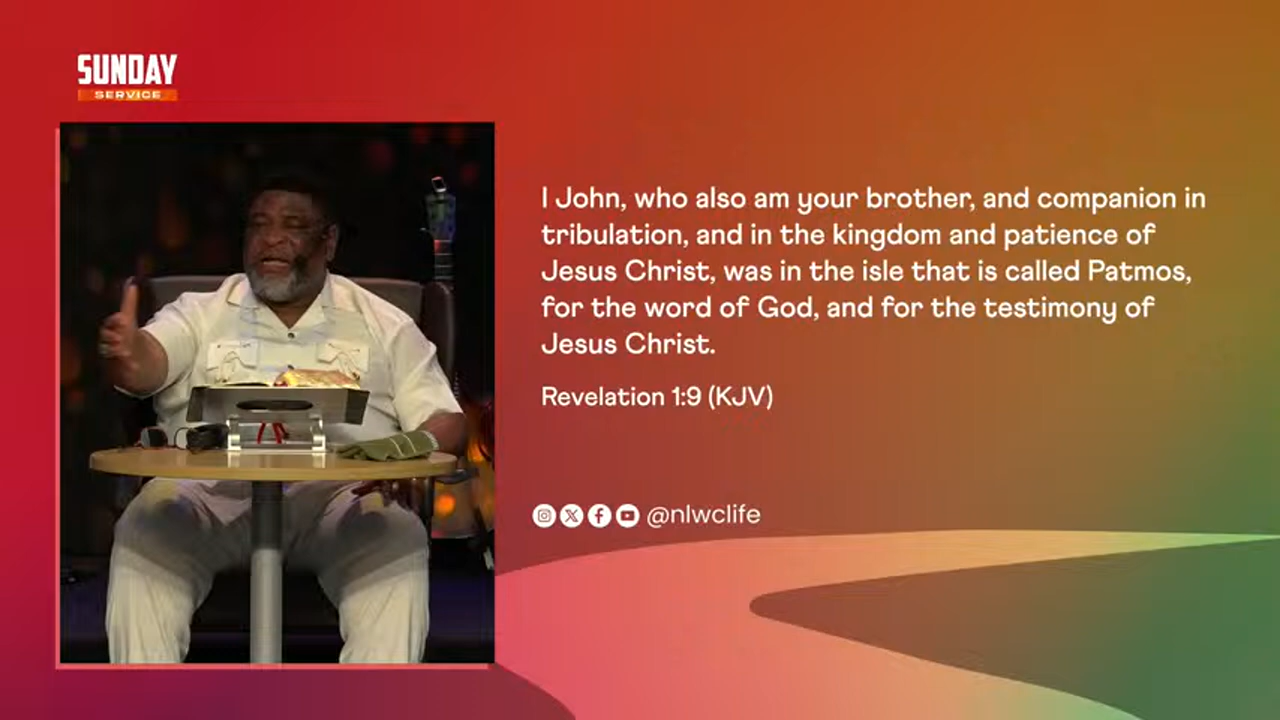 SUNDAY
SERVICE
I John, who also am your brother, and companion in
tribulation, and in the kingdom and patience of
Jesus Christ, was in the isle that is called Patmos,
for the word of God, and for the testimony of
Jesus Christ.
Revelation 1:9 (KJV)
@nlwclife